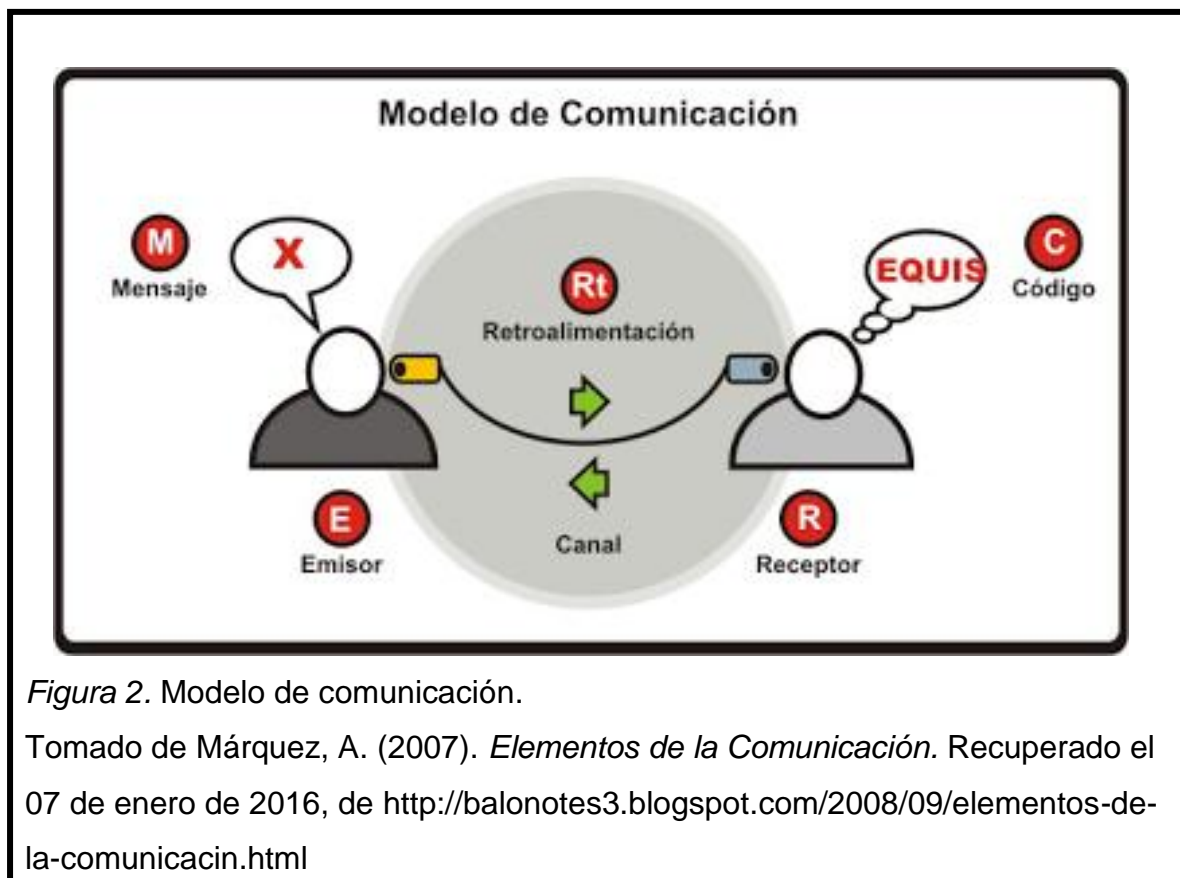 Modelo de Comunicación
M
Mensaje
X
Rt
Retroalimentación
EQUIS
C
Código
E
Emisor
Canal
R
Receptor
Figura 2. Modelo de comunicación.
Tomado de Márquez, A. (2007). Elementos de la Comunicación. Recuperado el
07 de enero de 2016, de http://balonotes3.blogspot.com/2008/09/elementos-de-
la-comunicacin.html